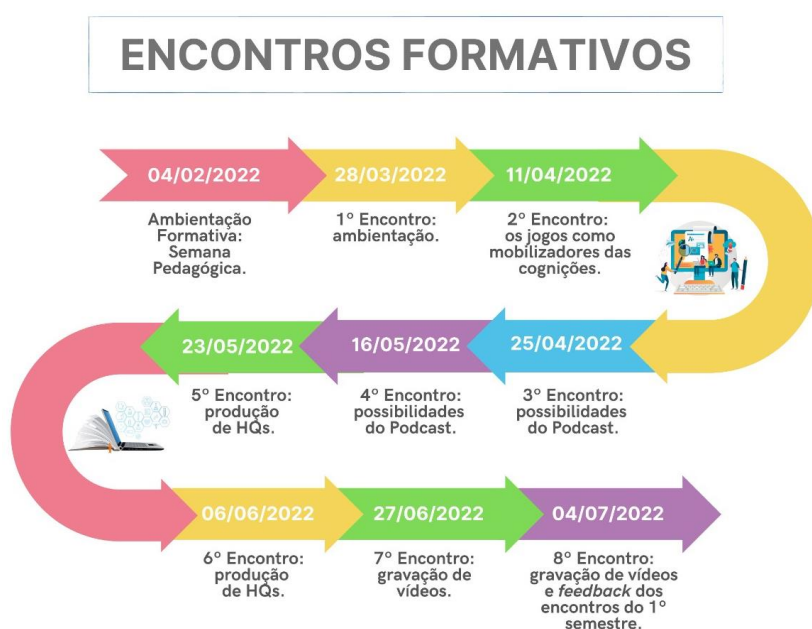 ENCONTROS FORMATIVOS
04/02/2022
Ambientação
Formativa:
Semana
Pedagógica.
28/03/2022
1º Encontro:
ambientação.
11/04/2022
2º Encontro:
os jogos como
mobilizadores das
cognições.
25/04/2022
3º Encontro:
possibilidades
do Podcast.
16/05/2022
4º Encontro:
possibilidades
do Podcast.
23/05/2022
5º Encontro:
produção
de HQs.
06/06/2022
6º Encontro:
produção
de HQs.
27/06/2022
7º Encontro:
gravação de
vídeos.
04/07/2022
8º Encontro:
gravação de vídeos
e feedback dos
encontros do 1º
semestre.